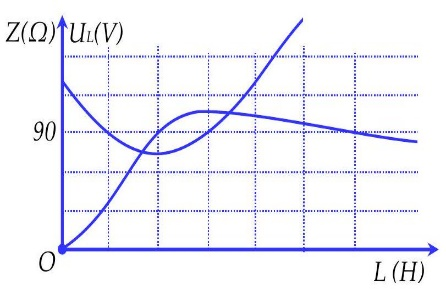 Z(Ω) U_L(V)
90
O
L (H)